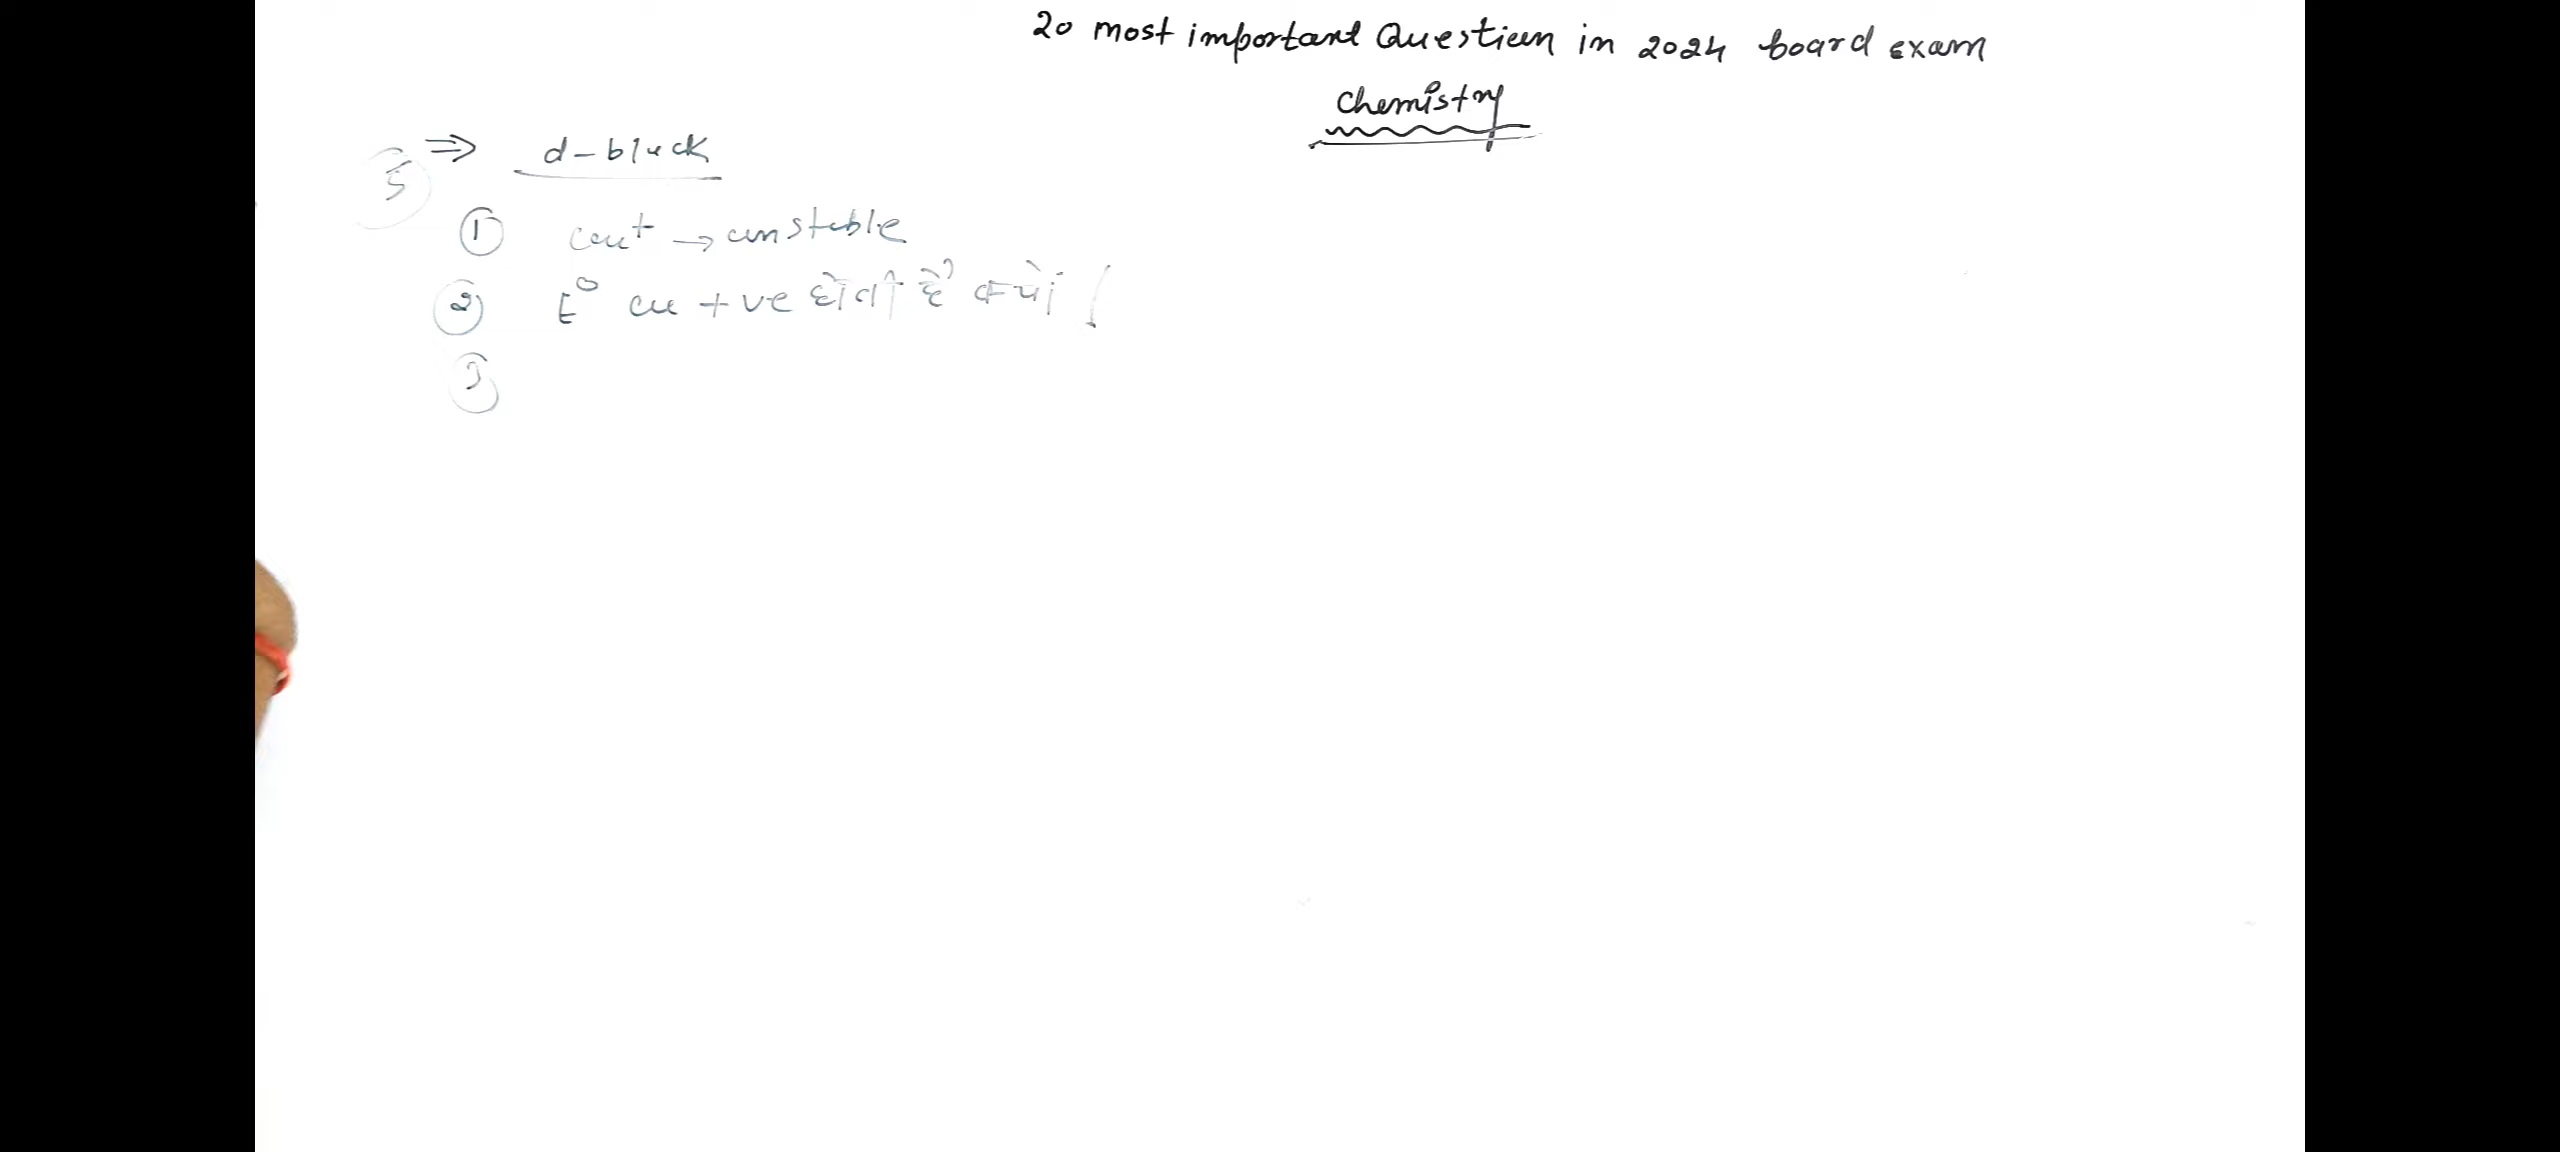 20 most important Question in 2024 board exam
Chemistry
5 ⇒ d-block
① Cu+ → unstable
② E° Cu +ve होती है क्यों
③